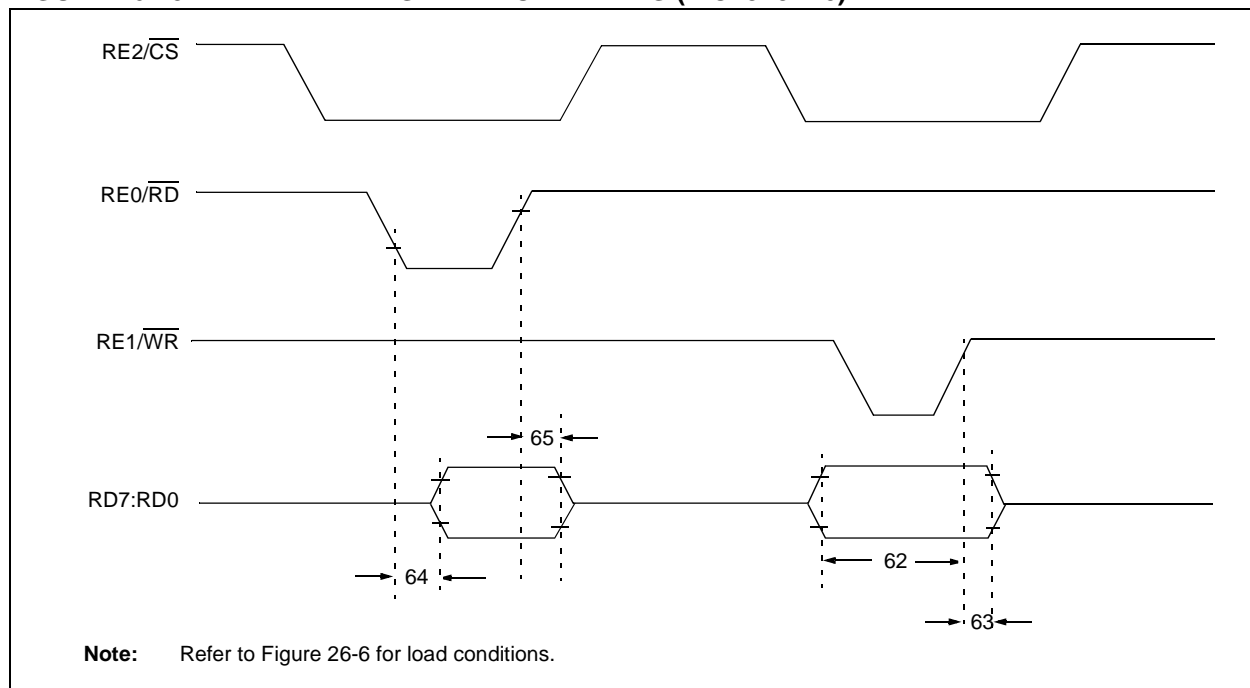 RE2/CS
RE0/RD
RE1/WR
65
RD7:RD0
62
64
63
Note: Refer to Figure 26-6 for load conditions.